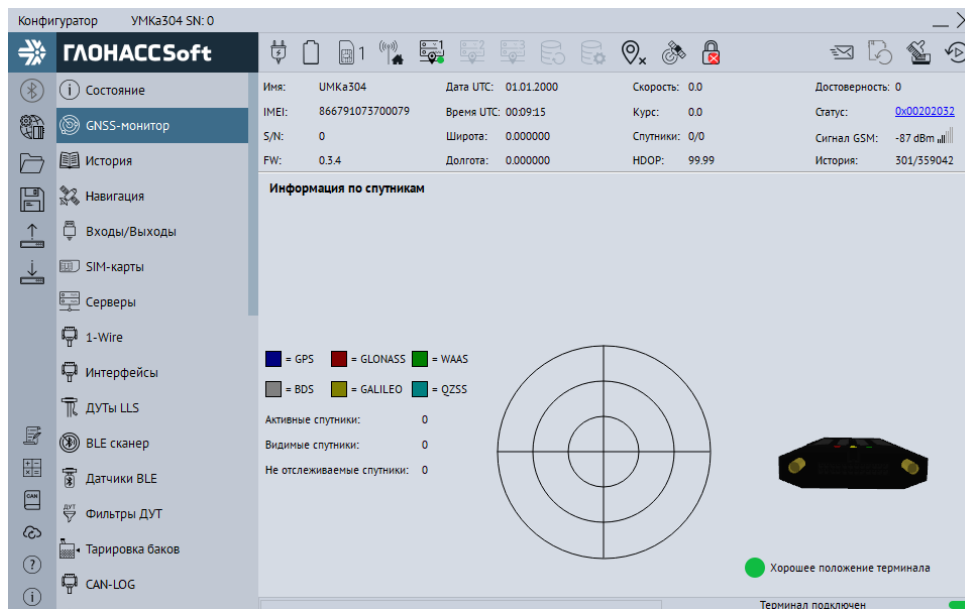 Конфигуратор УМКа304 SN: 0
ГЛОНАССSoft
1
Состояние
GNSS-монитор
История
Навигация
Входы/Выходы
SIM-карты
Серверы
1-Wire
Интерфейсы
ДУТы LLS
BLE сканер
Датчики BLE
Фильтры ДУТ
Тарировка баков
CAN-LOG
Имя: UMKa304 Дата UTC: 01.01.2000 Скорость: 0.0 Достоверность: 0
IMEI: 866791073700079 Время UTC: 00:09:15 Курс: 0.0 Статус: 0x00202032
S/N: 0 Широта: 0.000000 Спутники: 0/0 Сигнал GSM: -87 dBm
FW: 0.3.4 Долгота: 0.000000 HDOP: 99.99 История: 301/359042
Информация по спутникам
= GPS = GLONASS = WAAS
= BDS = GALILEO = QZSS
Активные спутники: 0
Видимые спутники: 0
Не отслеживаемые спутники: 0
Хорошее положение терминала
Терминал подключен